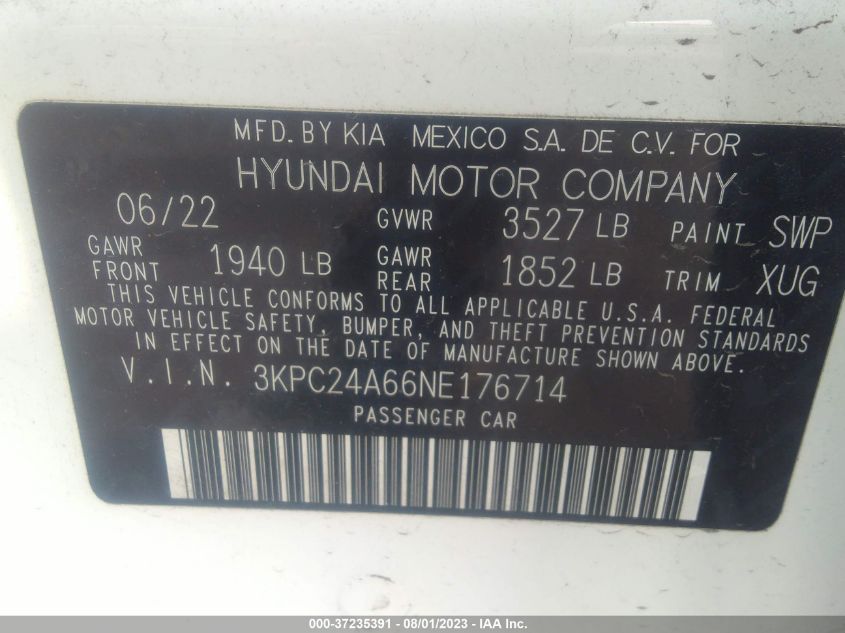 MFD. BY KIA MEXICO S.A. DE C.V. FOR
HYUNDAI MOTOR COMPANY
06/22 GVWR 3527 LB PAINT SWP
GAWR FRONT 1940 LB GAWR REAR 1852 LB TRIM XUG
THIS VEHICLE CONFORMS TO ALL APPLICABLE U.S.A. FEDERAL
MOTOR VEHICLE SAFETY, BUMPER, AND THEFT PREVENTION STANDARDS
IN EFFECT ON THE DATE OF MANUFACTURE SHOWN ABOVE.
V.I.N. 3KPC24A66NE176714
PASSENGER CAR
000-37235391 - 08/01/2023 - IAA Inc.